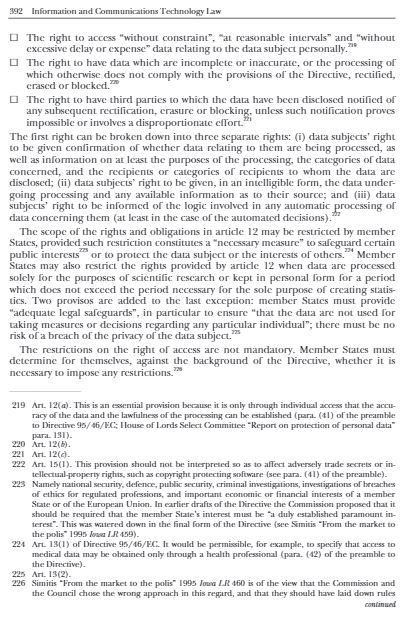 392 Information and Communications Technology Law
☐ The right to access "without constraint", "at reasonable intervals" and "without
excessive delay or expense" data relating to the data subject personally.219
☐ The right to have data which are incomplete or inaccurate, or the processing of
which otherwise does not comply with the provisions of the Directive, rectified,
erased or blocked.220
☐ The right to have third parties to which the data have been disclosed notified of
any subsequent rectification, erasure or blocking, unless such notification proves
impossible or involves a disproportionate effort.221
The first right can be broken down into three separate rights: (i) data subjects' right
to be given confirmation of whether data relating to them are being processed, as
well as information on at least the purposes of the processing, the categories of data
concerned, and the recipients or categories of recipients to whom the data are
disclosed; (ii) data subjects' right to be given, in an intelligible form, the data under-
going processing and any available information as to their source; and (iii) data
subjects' right to be informed of the logic involved in any automatic processing of
data concerning them (at least in the case of the automated decisions).222
The scope of the rights and obligations in article 12 may be restricted by member
States, provided such restriction constitutes a "necessary measure" to safeguard certain
public interests223 or to protect the data subject or the interests of others.224 Member
States may also restrict the rights provided by article 12 when data are processed
solely for the purposes of scientific research or kept in personal form for a period
which does not exceed the period necessary for the sole purpose of creating statis-
tics. Two provisos are added to the last exception: member States must provide
"adequate legal safeguards", in particular to ensure "that the data are not used for
taking measures or decisions regarding any particular individual"; there must be no
risk of a breach of the privacy of the data subject.225
The restrictions on the right of access are not mandatory. Member States must
determine for themselves, against the background of the Directive, whether it is
necessary to impose any restrictions.226
219 Art. 12(a). This is an essential provision because it is only through individual access that the accu-
racy of the data and the lawfulness of the processing can be established (para. (41) of the preamble
to Directive 95/46/EC; House of Lords Select Committee "Report on protection of personal data"
para. 131).
220 Art. 12(b).
221 Art. 12(c).
222 Art. 15(1). This provision should not be interpreted so as to affect adversely trade secrets or in-
tellectual-property rights, such as copyright protecting software (see para. (41) of the preamble).
223 Namely national security, defence, public security, criminal investigations, investigations of breaches
of ethics for regulated professions, and important economic or financial interests of a member
State or of the European Union. In earlier drafts of the Directive the Commission proposed that it
should be required that the member State's interest must be "a duly established paramount in-
terest". This was watered down in the final form of the Directive (see Simitis "From the market to
the polis" 1995 Iowa LR 459).
224 Art. 13(1) of Directive 95/46/EC. It would be permissible, for example, to specify that access to
medical data may be obtained only through a health professional (para. (42) of the preamble to
the Directive).
225 Art. 13(2).
226 Simitis "From the market to the polis" 1995 Iowa LR 460 is of the view that the Commission and
the Council chose the wrong approach in this regard, and that they should have laid down rules
continued